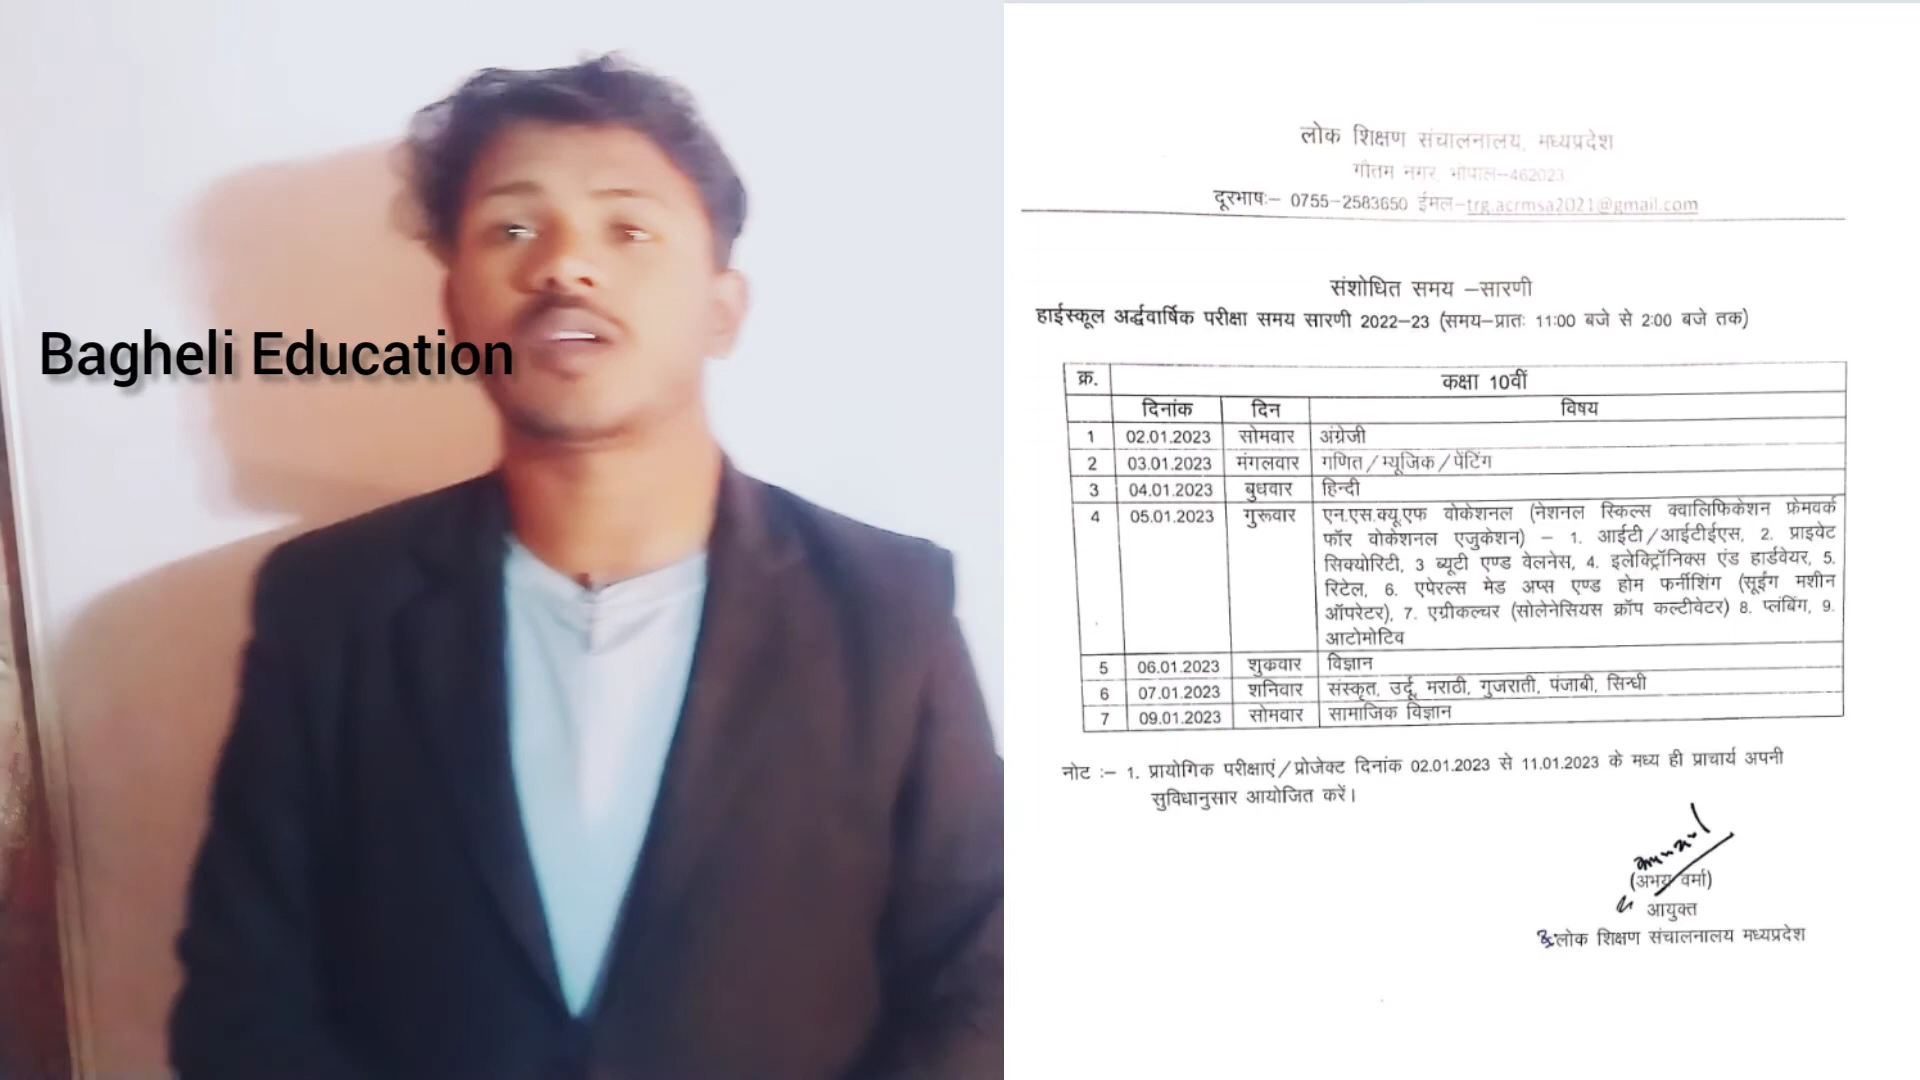 Bagheli Education
लोक शिक्षण संचालनालय, मध्यप्रदेश
गौतम नगर, भोपाल–462023
दूरभाषः– 0755–2583650 ईमेल–trg.acrmsa2021@gmail.com
संशोधित समय –सारणी
हाईस्कूल अर्द्धवार्षिक परीक्षा समय सारणी 2022–23 (समय–प्रातः 11:00 बजे से 2:00 बजे तक)
क्र. कक्षा 10वीं
दिनांक दिन विषय
1 02.01.2023 सोमवार अंग्रेजी
2 03.01.2023 मंगलवार गणित/म्यूजिक/पेंटिंग
3 04.01.2023 बुधवार हिन्दी
4 05.01.2023 गुरूवार एन.एस.क्यू.एफ वोकेशनल (नेशनल स्किल्स क्वालिफिकेशन फ्रेमवर्क
फॉर वोकेशनल एजुकेशन) – 1. आईटी/आईटीईएस, 2. प्राइवेट
सिक्योरिटी, 3 ब्यूटी एण्ड वेलनेस, 4. इलेक्ट्रिॉनिक्स एंड हार्डवेयर, 5.
रिटेल, 6. एपेरल्स मेड अप्स एण्ड होम फर्नीशिंग (सूईंग मशीन
ऑपरेटर), 7. एग्रीकल्चर (सोलेनेसियस क्रॉप कल्टीवेटर) 8. प्लंबिंग, 9.
आटोमोटिव
5 06.01.2023 शुक्रवार विज्ञान
6 07.01.2023 शनिवार संस्कृत, उर्दू, मराठी, गुजराती, पंजाबी, सिन्धी
7 09.01.2023 सोमवार सामाजिक विज्ञान
नोट :– 1. प्रायोगिक परीक्षाएं/प्रोजेक्ट दिनांक 02.01.2023 से 11.01.2023 के मध्य ही प्राचार्य अपनी
सुविधानुसार आयोजित करें।
(अभय वर्मा)
आयुक्त
लोक शिक्षण संचालनालय मध्यप्रदेश